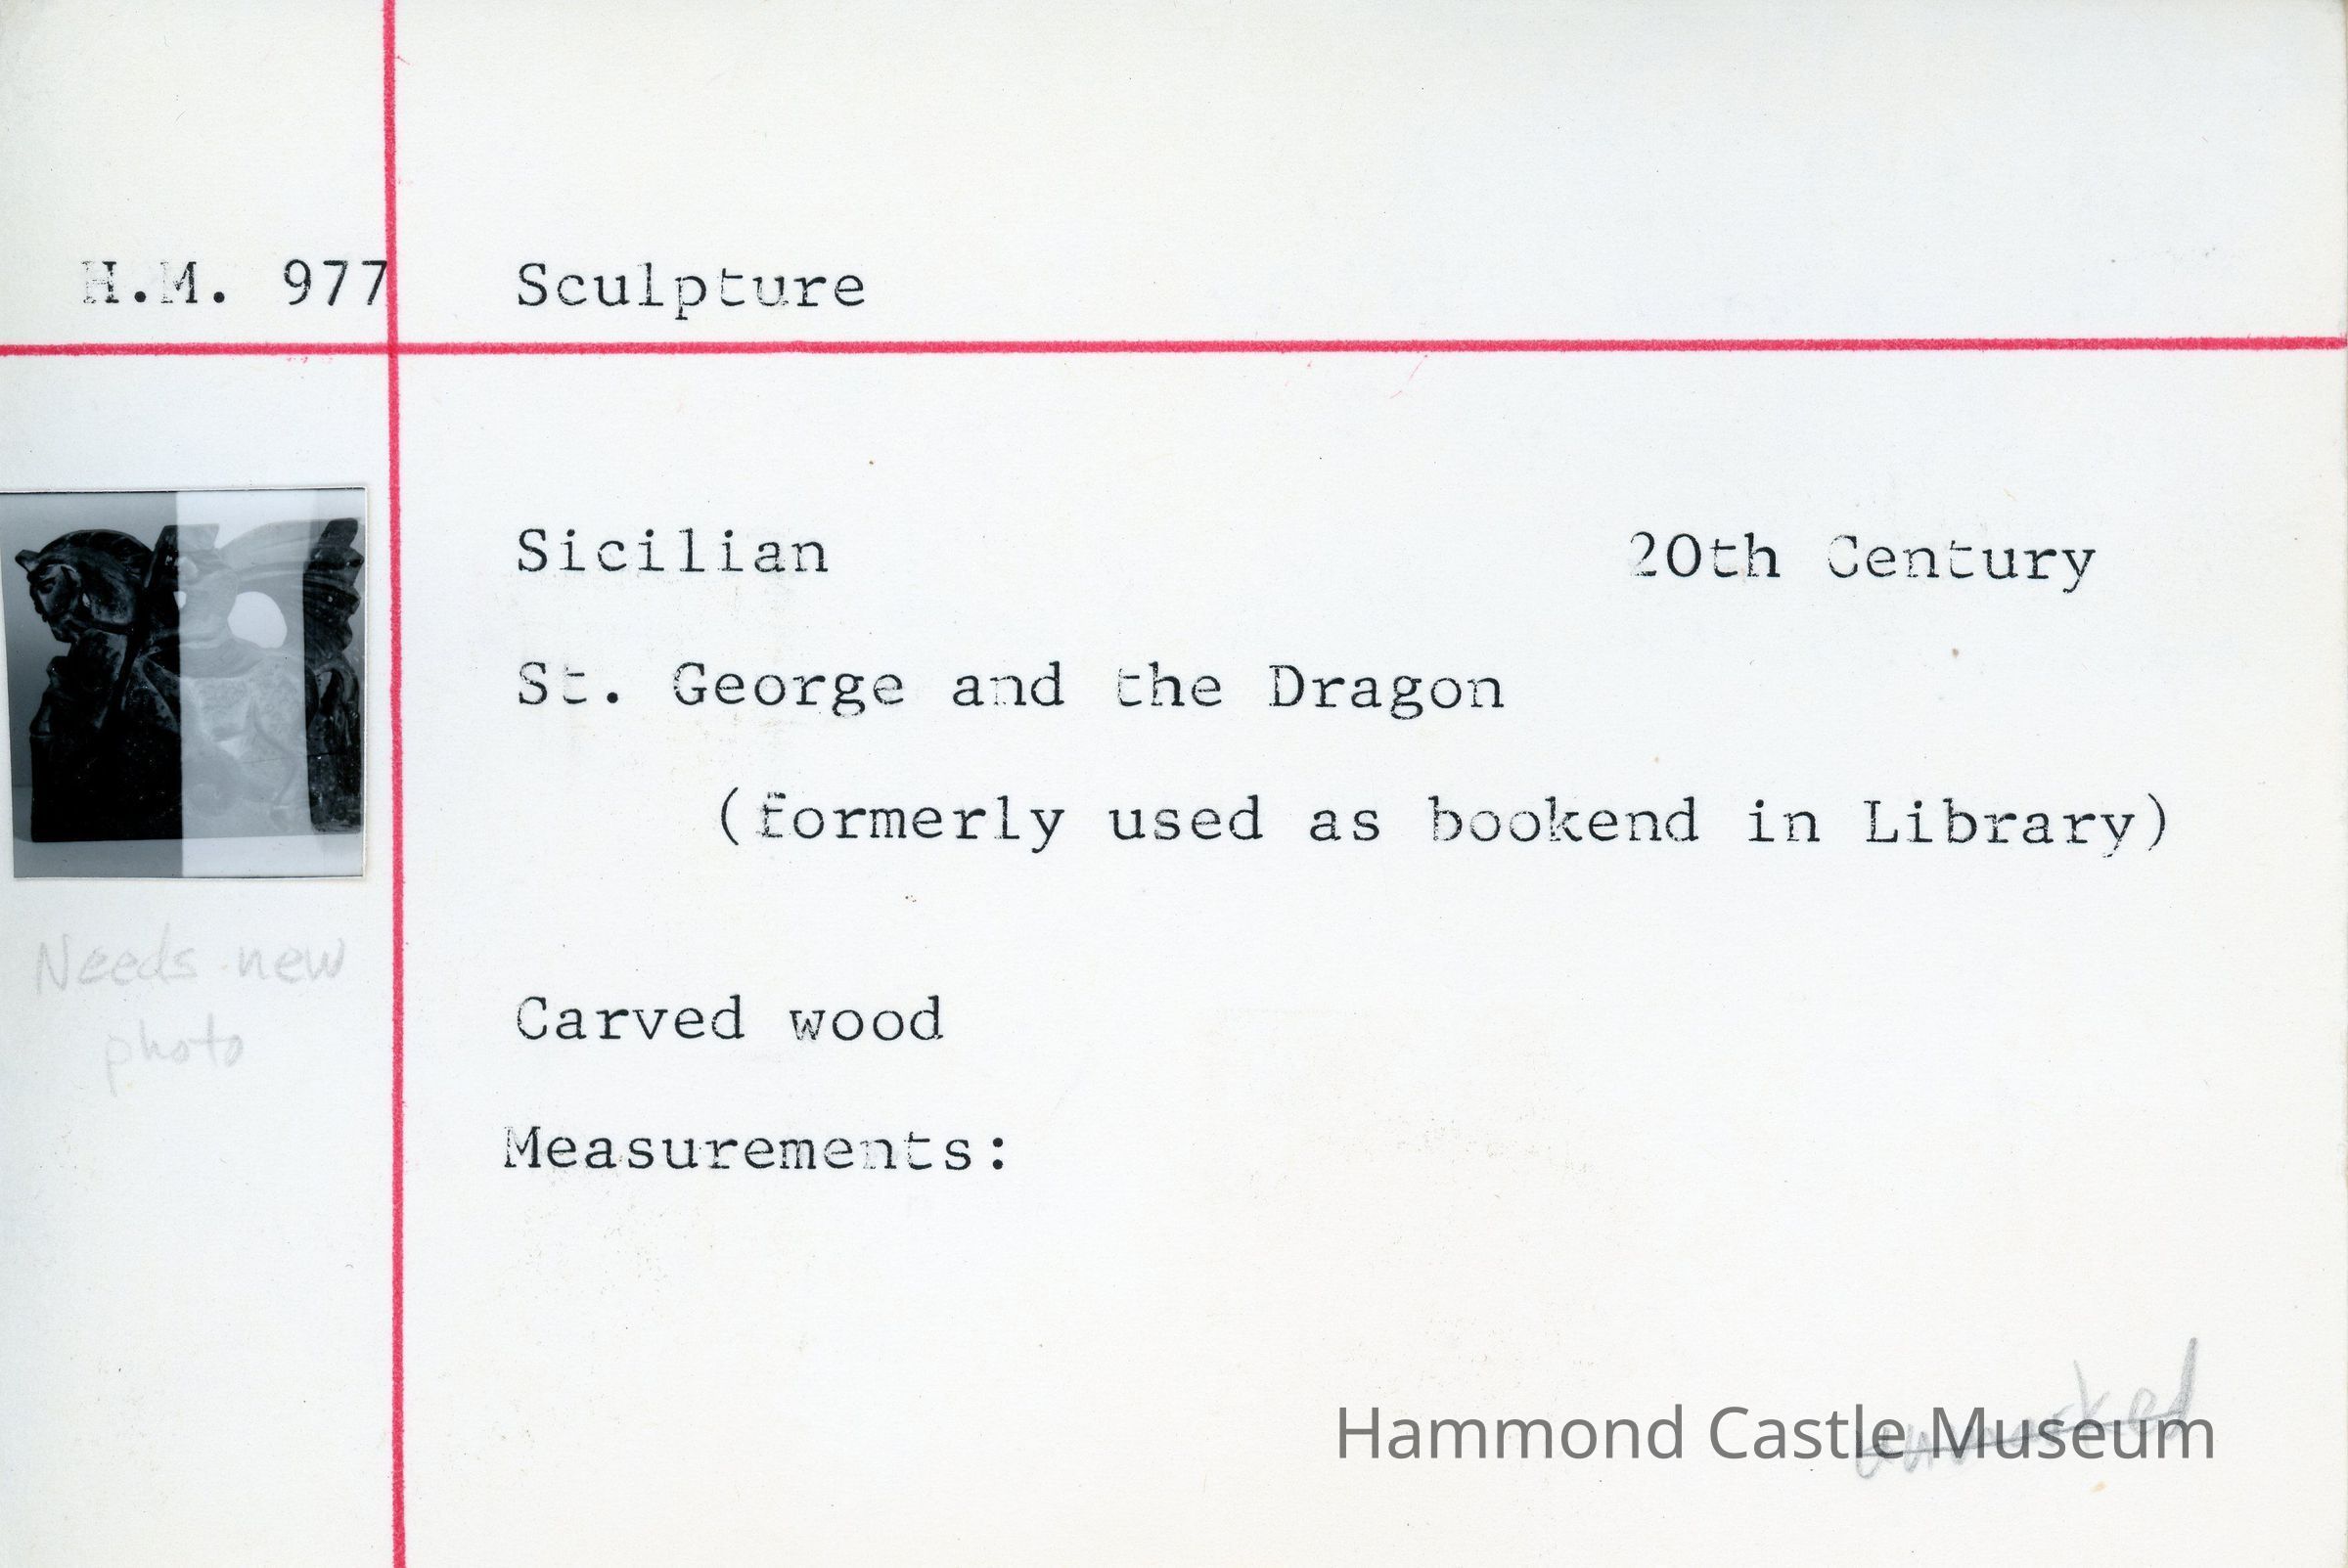 H.M. 977 Sculpture
Sicilian 20th Century
St. George and the Dragon
(formerly used as bookend in Library)
Needs new
photo
Carved wood
Measurements:
unmarked
Hammond Castle Museum